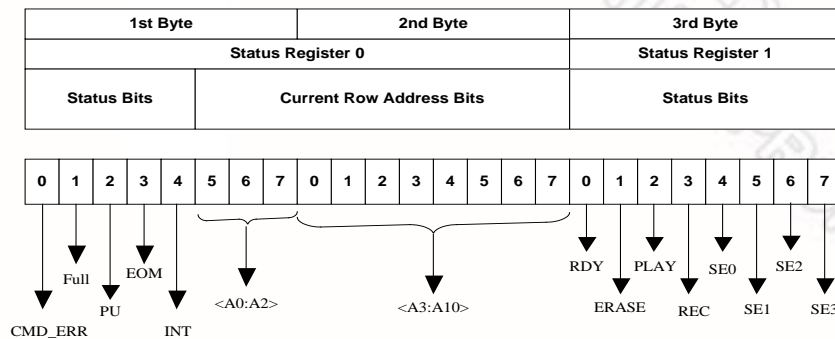 1st Byte 2nd Byte 3rd Byte
Status Register 0 Status Register 1
Status Bits Current Row Address Bits Status Bits
0 1 2 3 4 5 6 7 0 1 2 3 4 5 6 7 0 1 2 3 4 5 6 7
CMD_ERR Full PU EOM INT <A0:A2> <A3:A10> RDY ERASE PLAY REC SE0 SE1 SE2 SE3